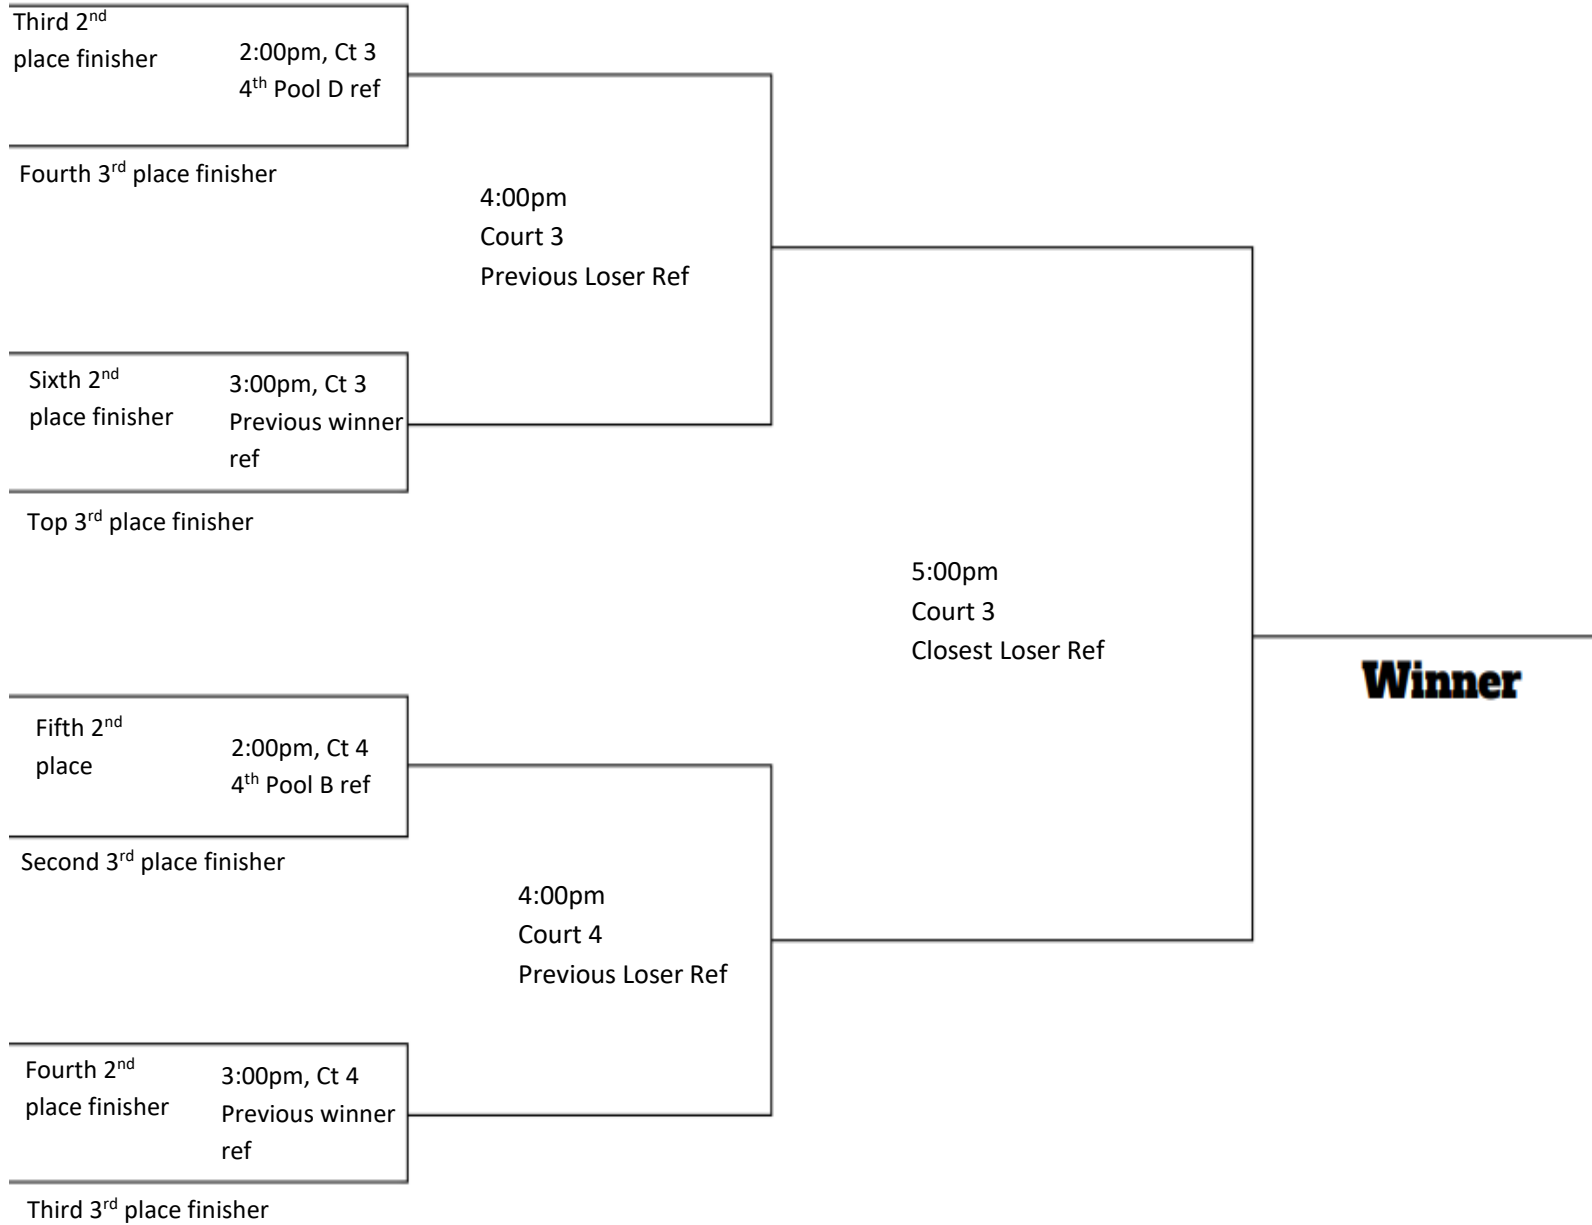 Third 2nd
place finisher
2:00pm, Ct 3
4th Pool D ref
Fourth 3rd place finisher
4:00pm
Court 3
Previous Loser Ref
Sixth 2nd
place finisher
3:00pm, Ct 3
Previous winner
ref
Top 3rd place finisher
5:00pm
Court 3
Closest Loser Ref
Winner
Fifth 2nd
place
2:00pm, Ct 4
4th Pool B ref
Second 3rd place finisher
4:00pm
Court 4
Previous Loser Ref
Fourth 2nd
place finisher
3:00pm, Ct 4
Previous winner
ref
Third 3rd place finisher